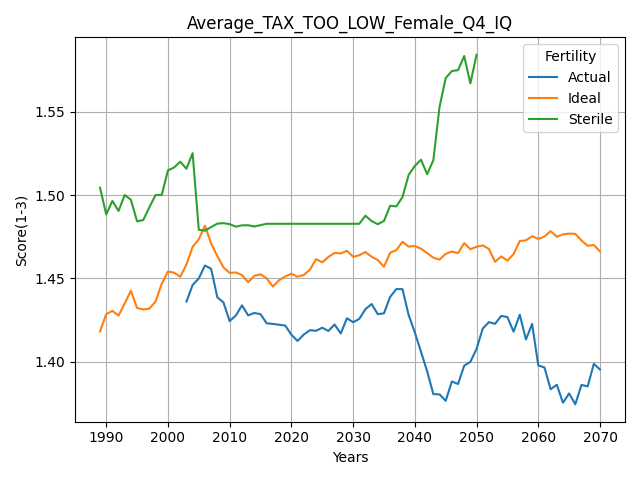 Average_TAX_TOO_LOW_Female_Q4_IQ
Fertility
Actual
Ideal
Sterile
Score(1-3)
1.55
1.50
1.45
1.40
1990 2000 2010 2020 2030 2040 2050 2060 2070
Years